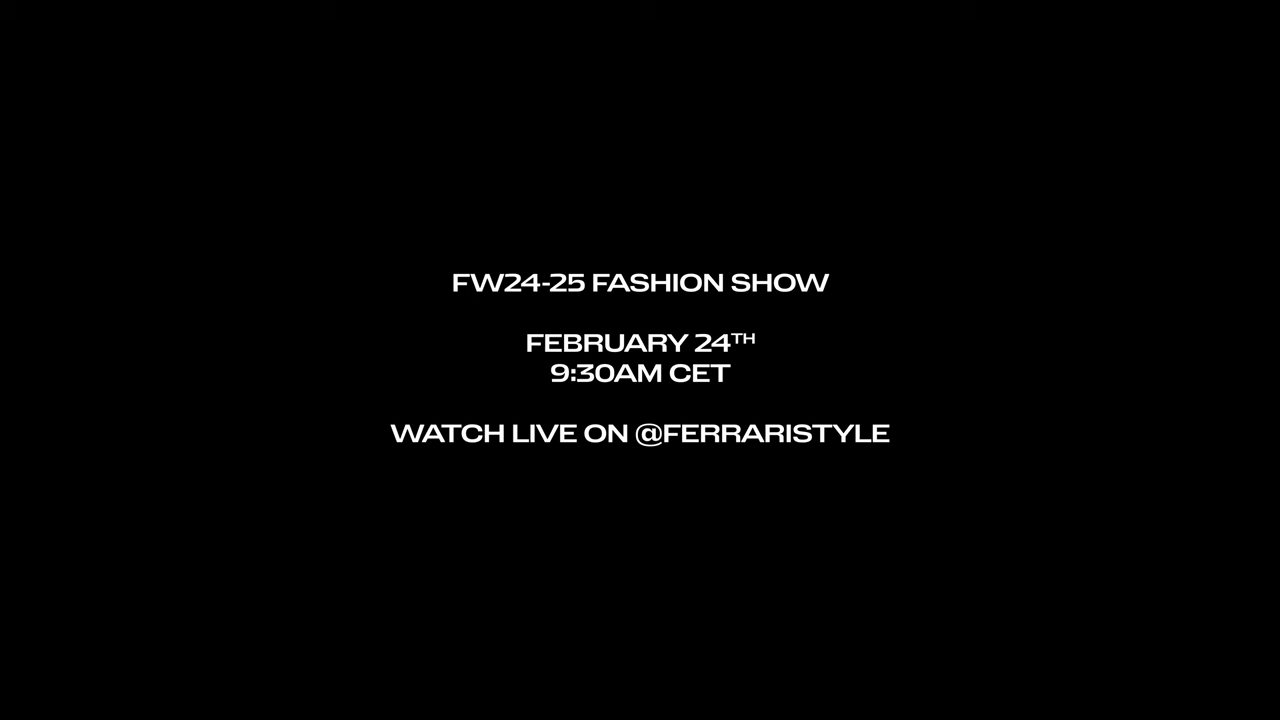 FW24-25 FASHION SHOW
FEBRUARY 24TH
9:30AM CET
WATCH LIVE ON @FERRARISTYLE